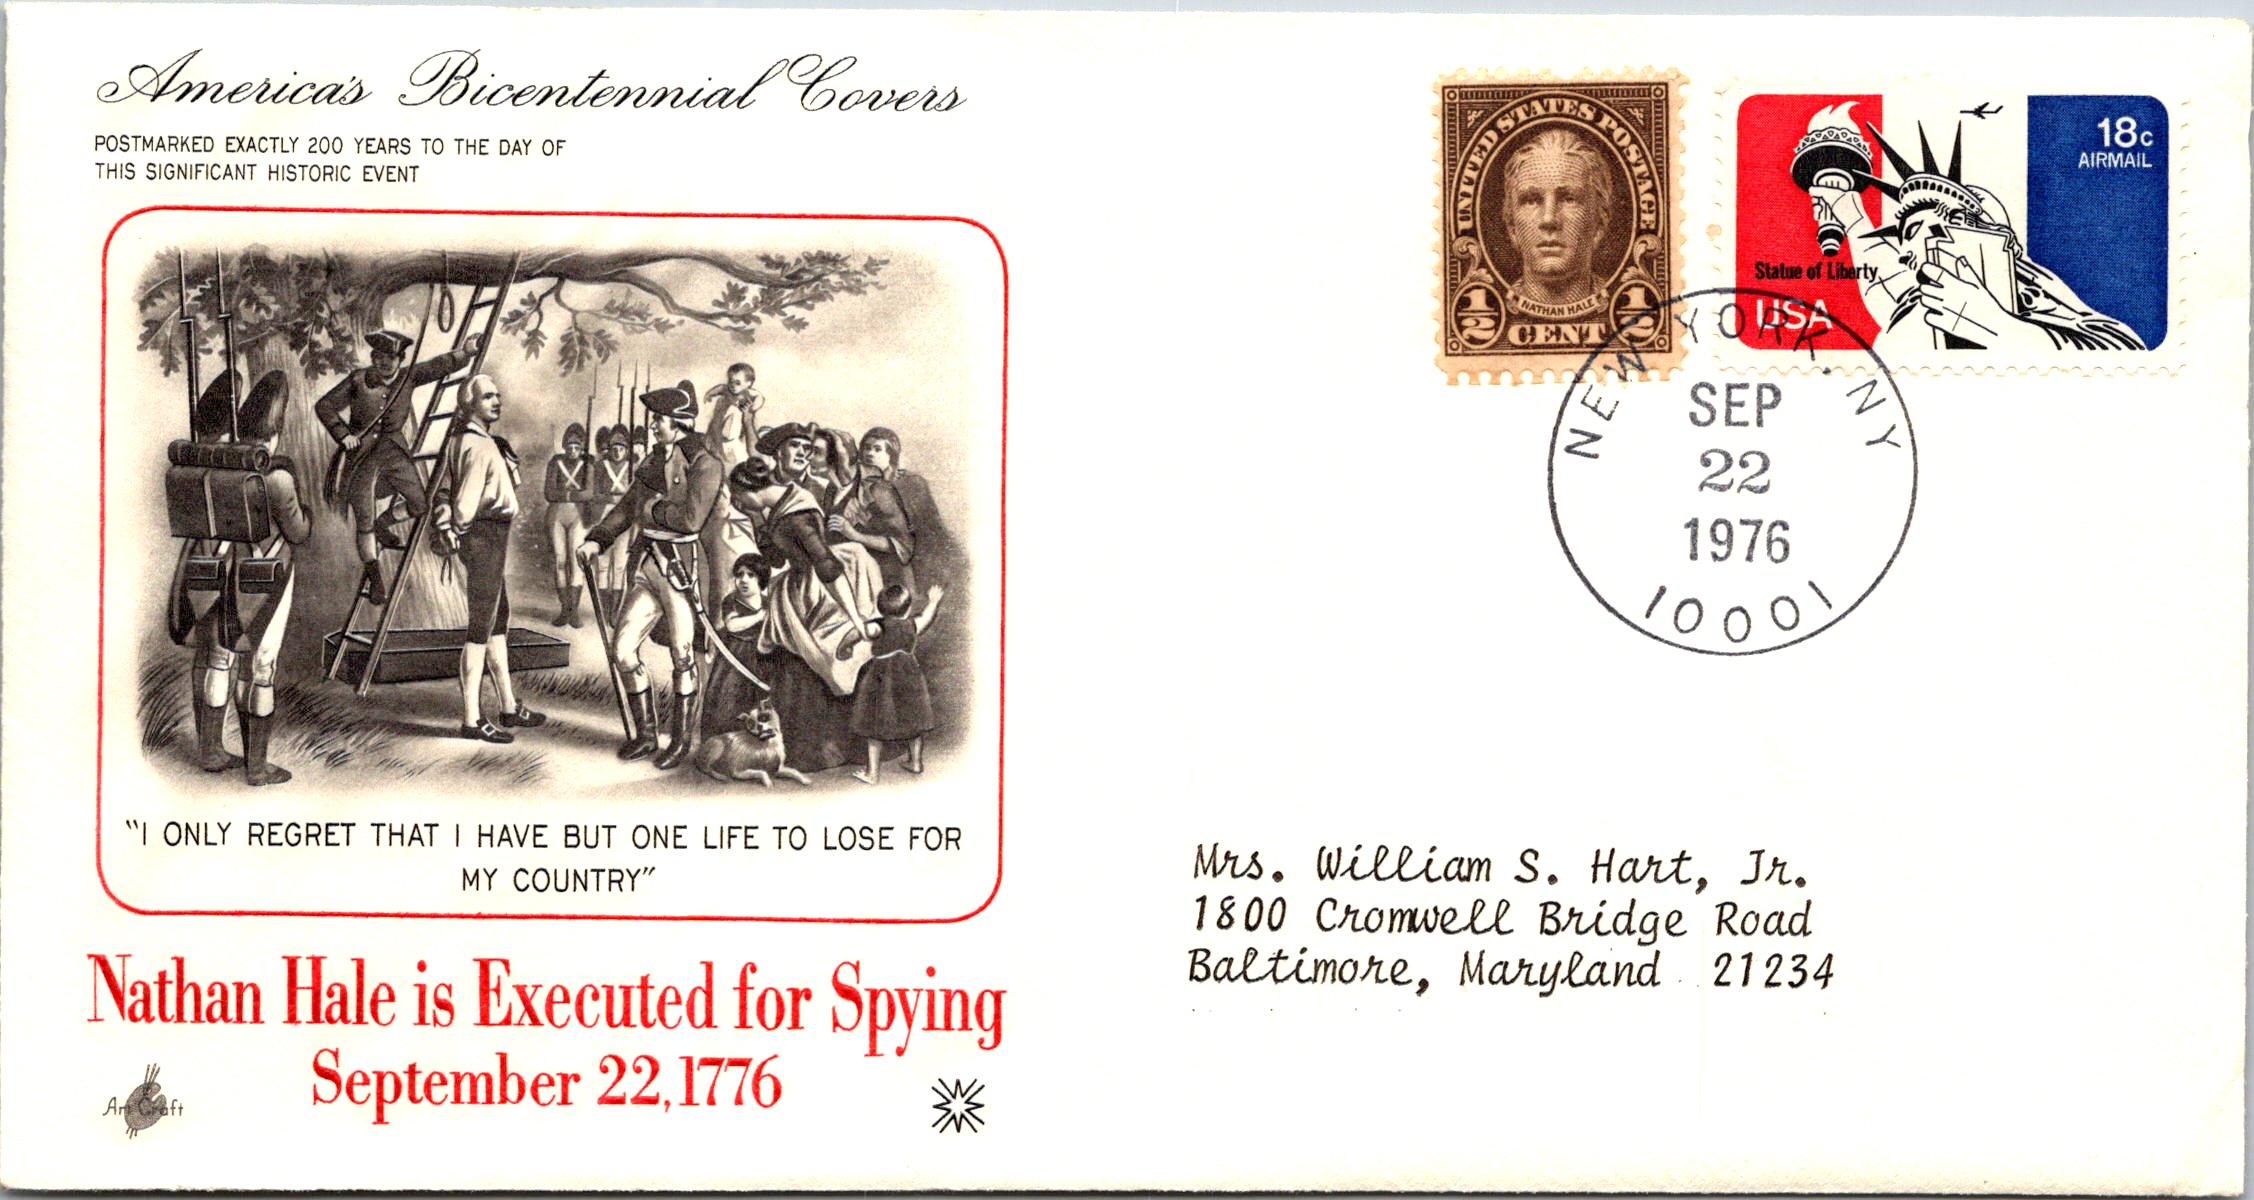 America's Bicentennial Covers
POSTMARKED EXACTLY 200 YEARS TO THE DAY OF
THIS SIGNIFICANT HISTORIC EVENT
"I ONLY REGRET THAT I HAVE BUT ONE LIFE TO LOSE FOR
MY COUNTRY"
Nathan Hale is Executed for Spying
September 22, 1776
Art Craft
UNITED STATES POSTAGE
NATHAN HALE
1/2 CENT 1/2
18c
AIRMAIL
Statue of Liberty
USA
NEW YORK, NY
SEP
22
1976
10001
Mrs. William S. Hart, Jr.
1800 Cromwell Bridge Road
Baltimore, Maryland 21234